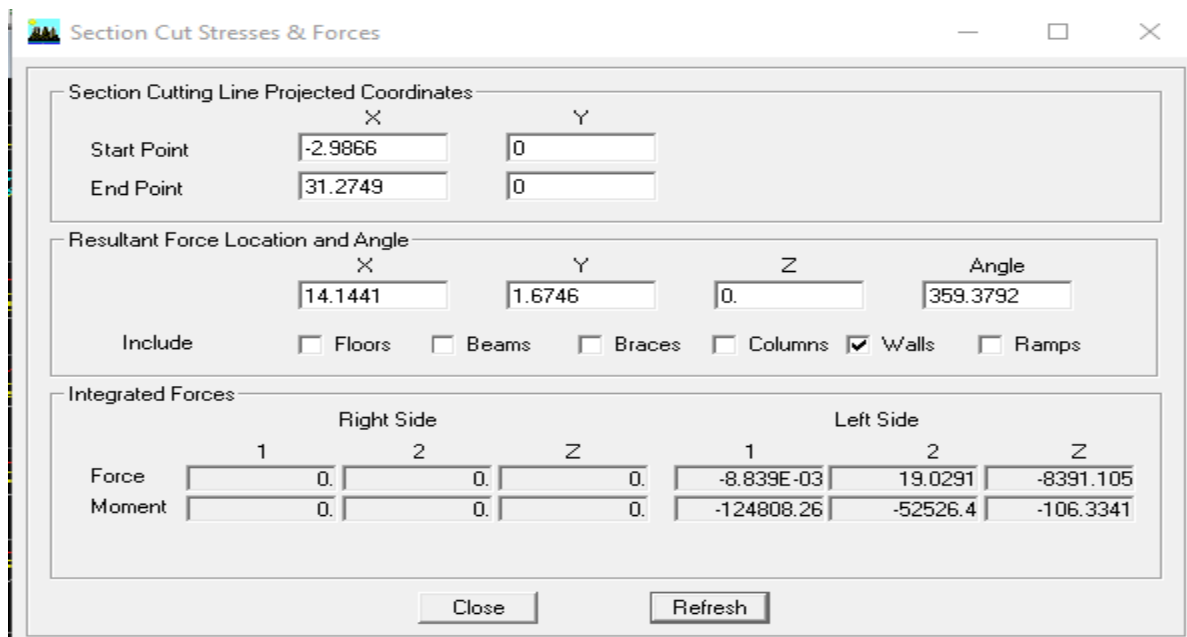 Section Cut Stresses & Forces
Section Cutting Line Projected Coordinates
X Y
Start Point -2.9866 0
End Point 31.2749 0
Resultant Force Location and Angle
X Y Z Angle
14.1441 1.6746 0. 359.3792
Include Floors Beams Braces Columns Walls Ramps
Integrated Forces
Right Side Left Side
1 2 Z 1 2 Z
Force 0. 0. 0. -8.839E-03 19.0291 -8391.105
Moment 0. 0. 0. -124808.26 -52526.4 -106.3341
Close Refresh